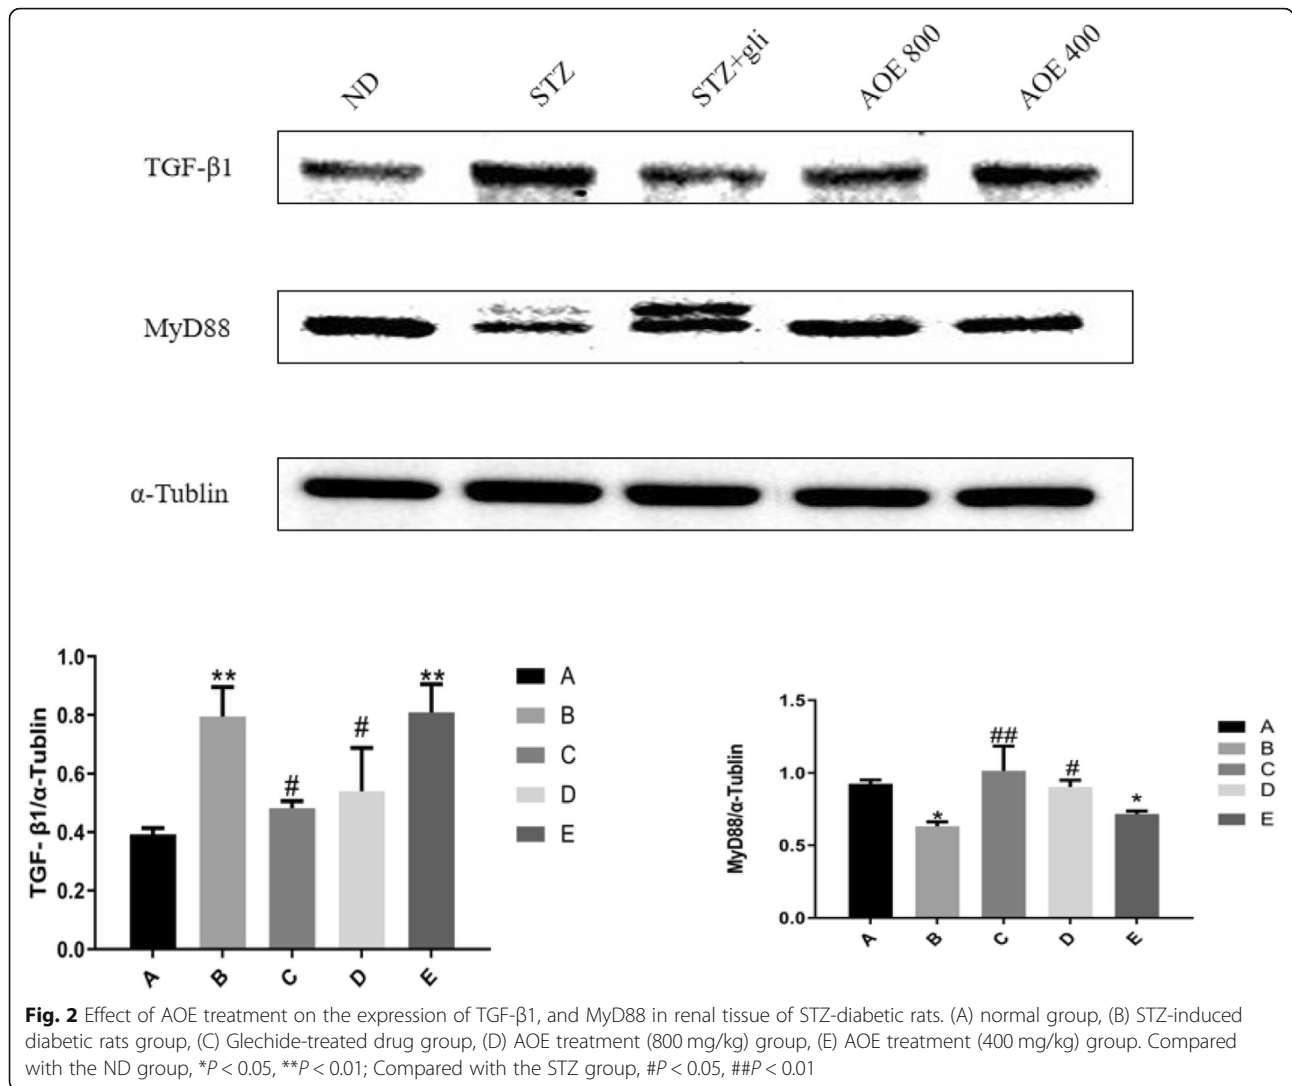 ND STZ STZ+gli AOE 800 AOE 400
TGF-β1
MyD88
α-Tublin
TGF- β1/α-Tublin
1.0
0.8
0.6
0.4
0.2
0.0
** # # **
A B C D E
A
B
C
D
E
MyD88/α-Tublin
1.5
1.0
0.5
0.0
* ## # *
A B C D E
A
B
C
D
E
Fig. 2 Effect of AOE treatment on the expression of TGF-β1, and MyD88 in renal tissue of STZ-diabetic rats. (A) normal group, (B) STZ-induced
diabetic rats group, (C) Glechide-treated drug group, (D) AOE treatment (800 mg/kg) group, (E) AOE treatment (400 mg/kg) group. Compared
with the ND group, *P < 0.05, **P < 0.01; Compared with the STZ group, #P < 0.05, ##P < 0.01